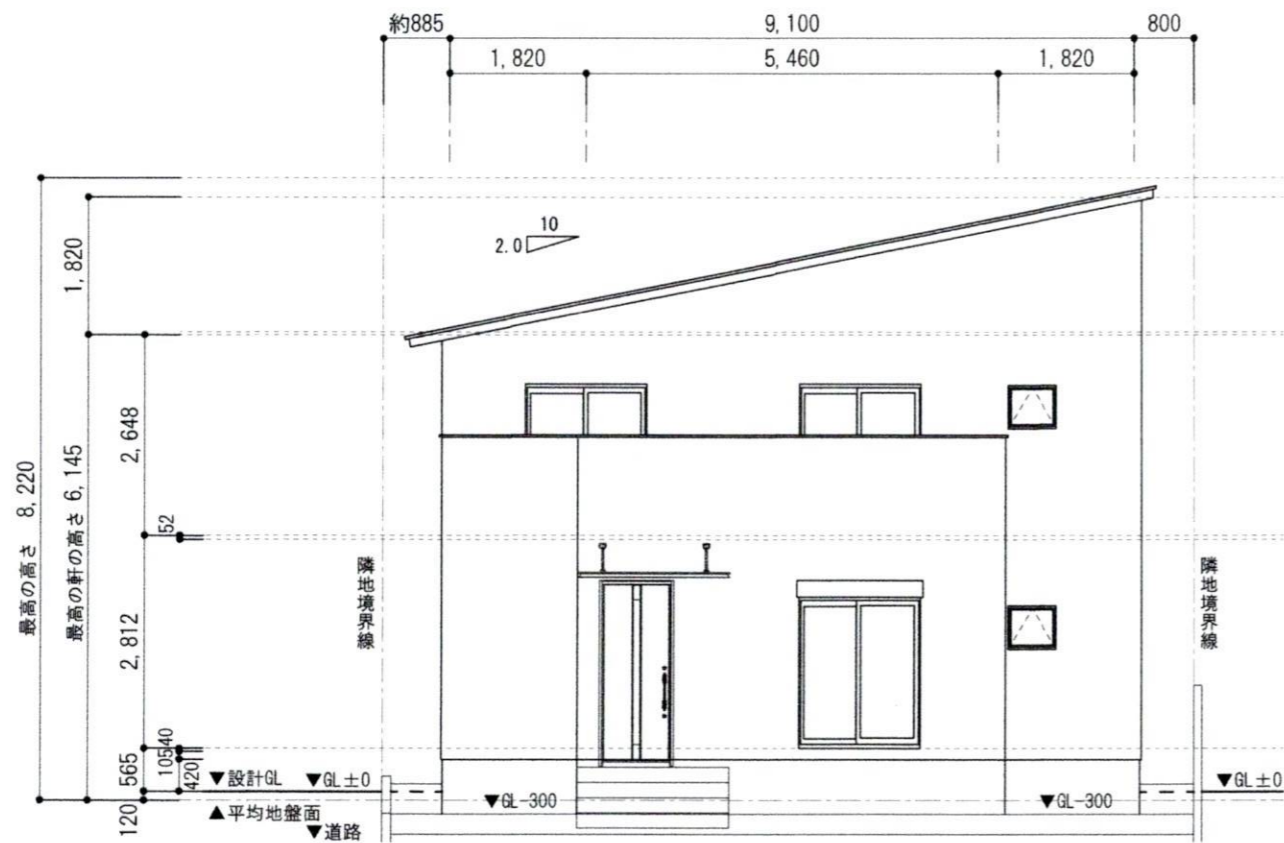 約885
9,100
800
1,820
5,460
1,820
10
2.0
1,820
2,648
52
2,812
最高の高さ 8,220
最高の軒の高さ 6,145
隣地境界線
隣地境界線
40
105
420
565
120
▼設計GL
▼GL±0
▼GL±0
▲平均地盤面
▼GL-300
▼GL-300
▼道路